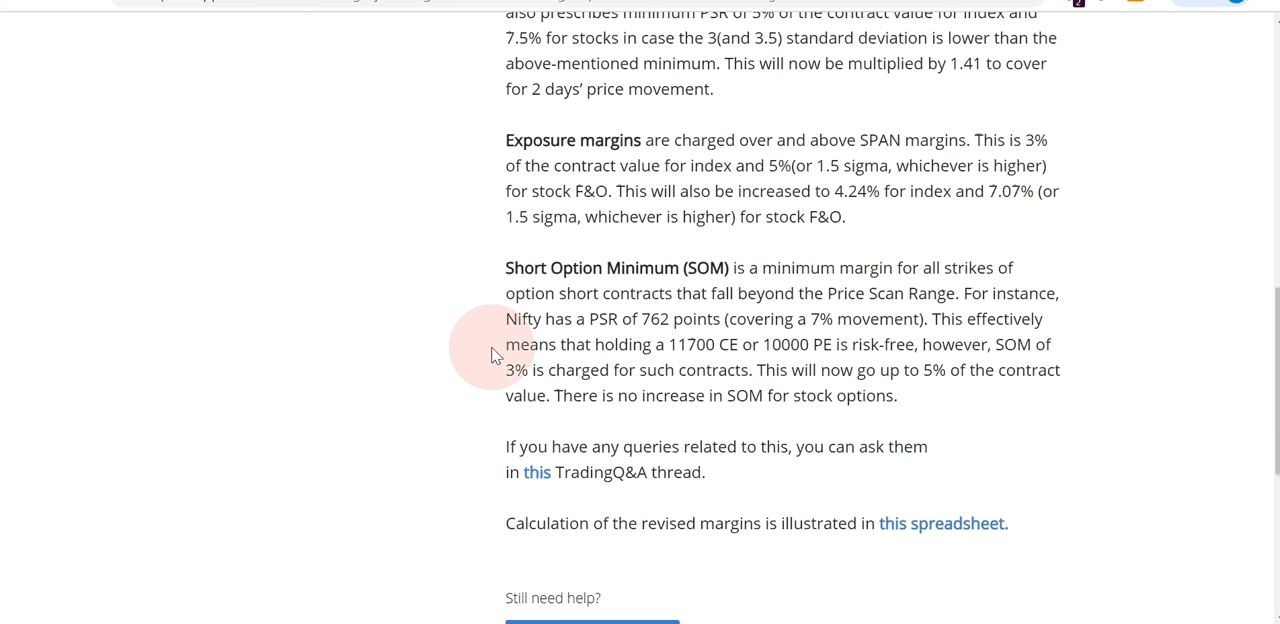 also prescribes minimum PSR of 5% of the contract value for index and
7.5% for stocks in case the 3(and 3.5) standard deviation is lower than the
above-mentioned minimum. This will now be multiplied by 1.41 to cover
for 2 days’ price movement.
Exposure margins are charged over and above SPAN margins. This is 3%
of the contract value for index and 5%(or 1.5 sigma, whichever is higher)
for stock F&O. This will also be increased to 4.24% for index and 7.07% (or
1.5 sigma, whichever is higher) for stock F&O.
Short Option Minimum (SOM) is a minimum margin for all strikes of
option short contracts that fall beyond the Price Scan Range. For instance,
Nifty has a PSR of 762 points (covering a 7% movement). This effectively
means that holding a 11700 CE or 10000 PE is risk-free, however, SOM of
3% is charged for such contracts. This will now go up to 5% of the contract
value. There is no increase in SOM for stock options.
If you have any queries related to this, you can ask them
in this TradingQ&A thread.
Calculation of the revised margins is illustrated in this spreadsheet.
Still need help?